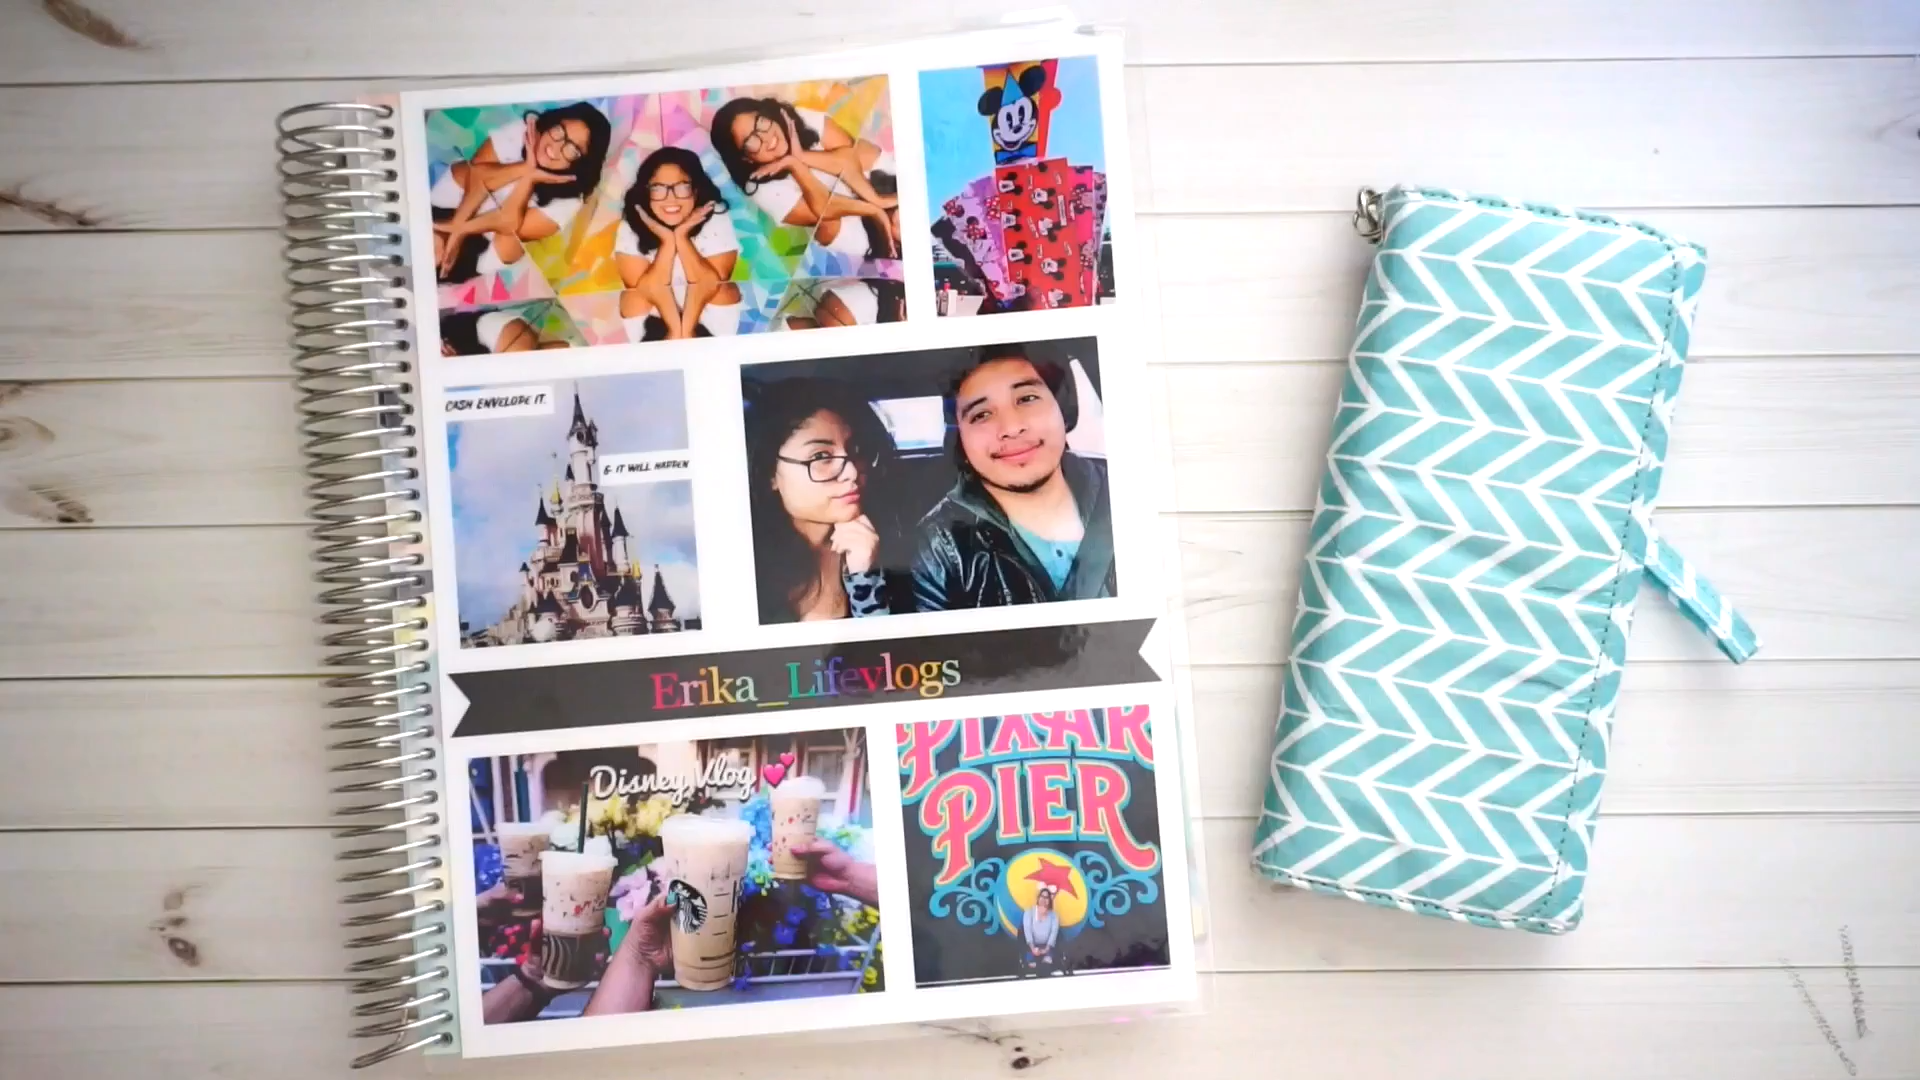 CASH ENVELOPE IT.
& IT WILL HAPPEN
Erika_Lifevlogs
Disney Vlog
PIXAR
PIER